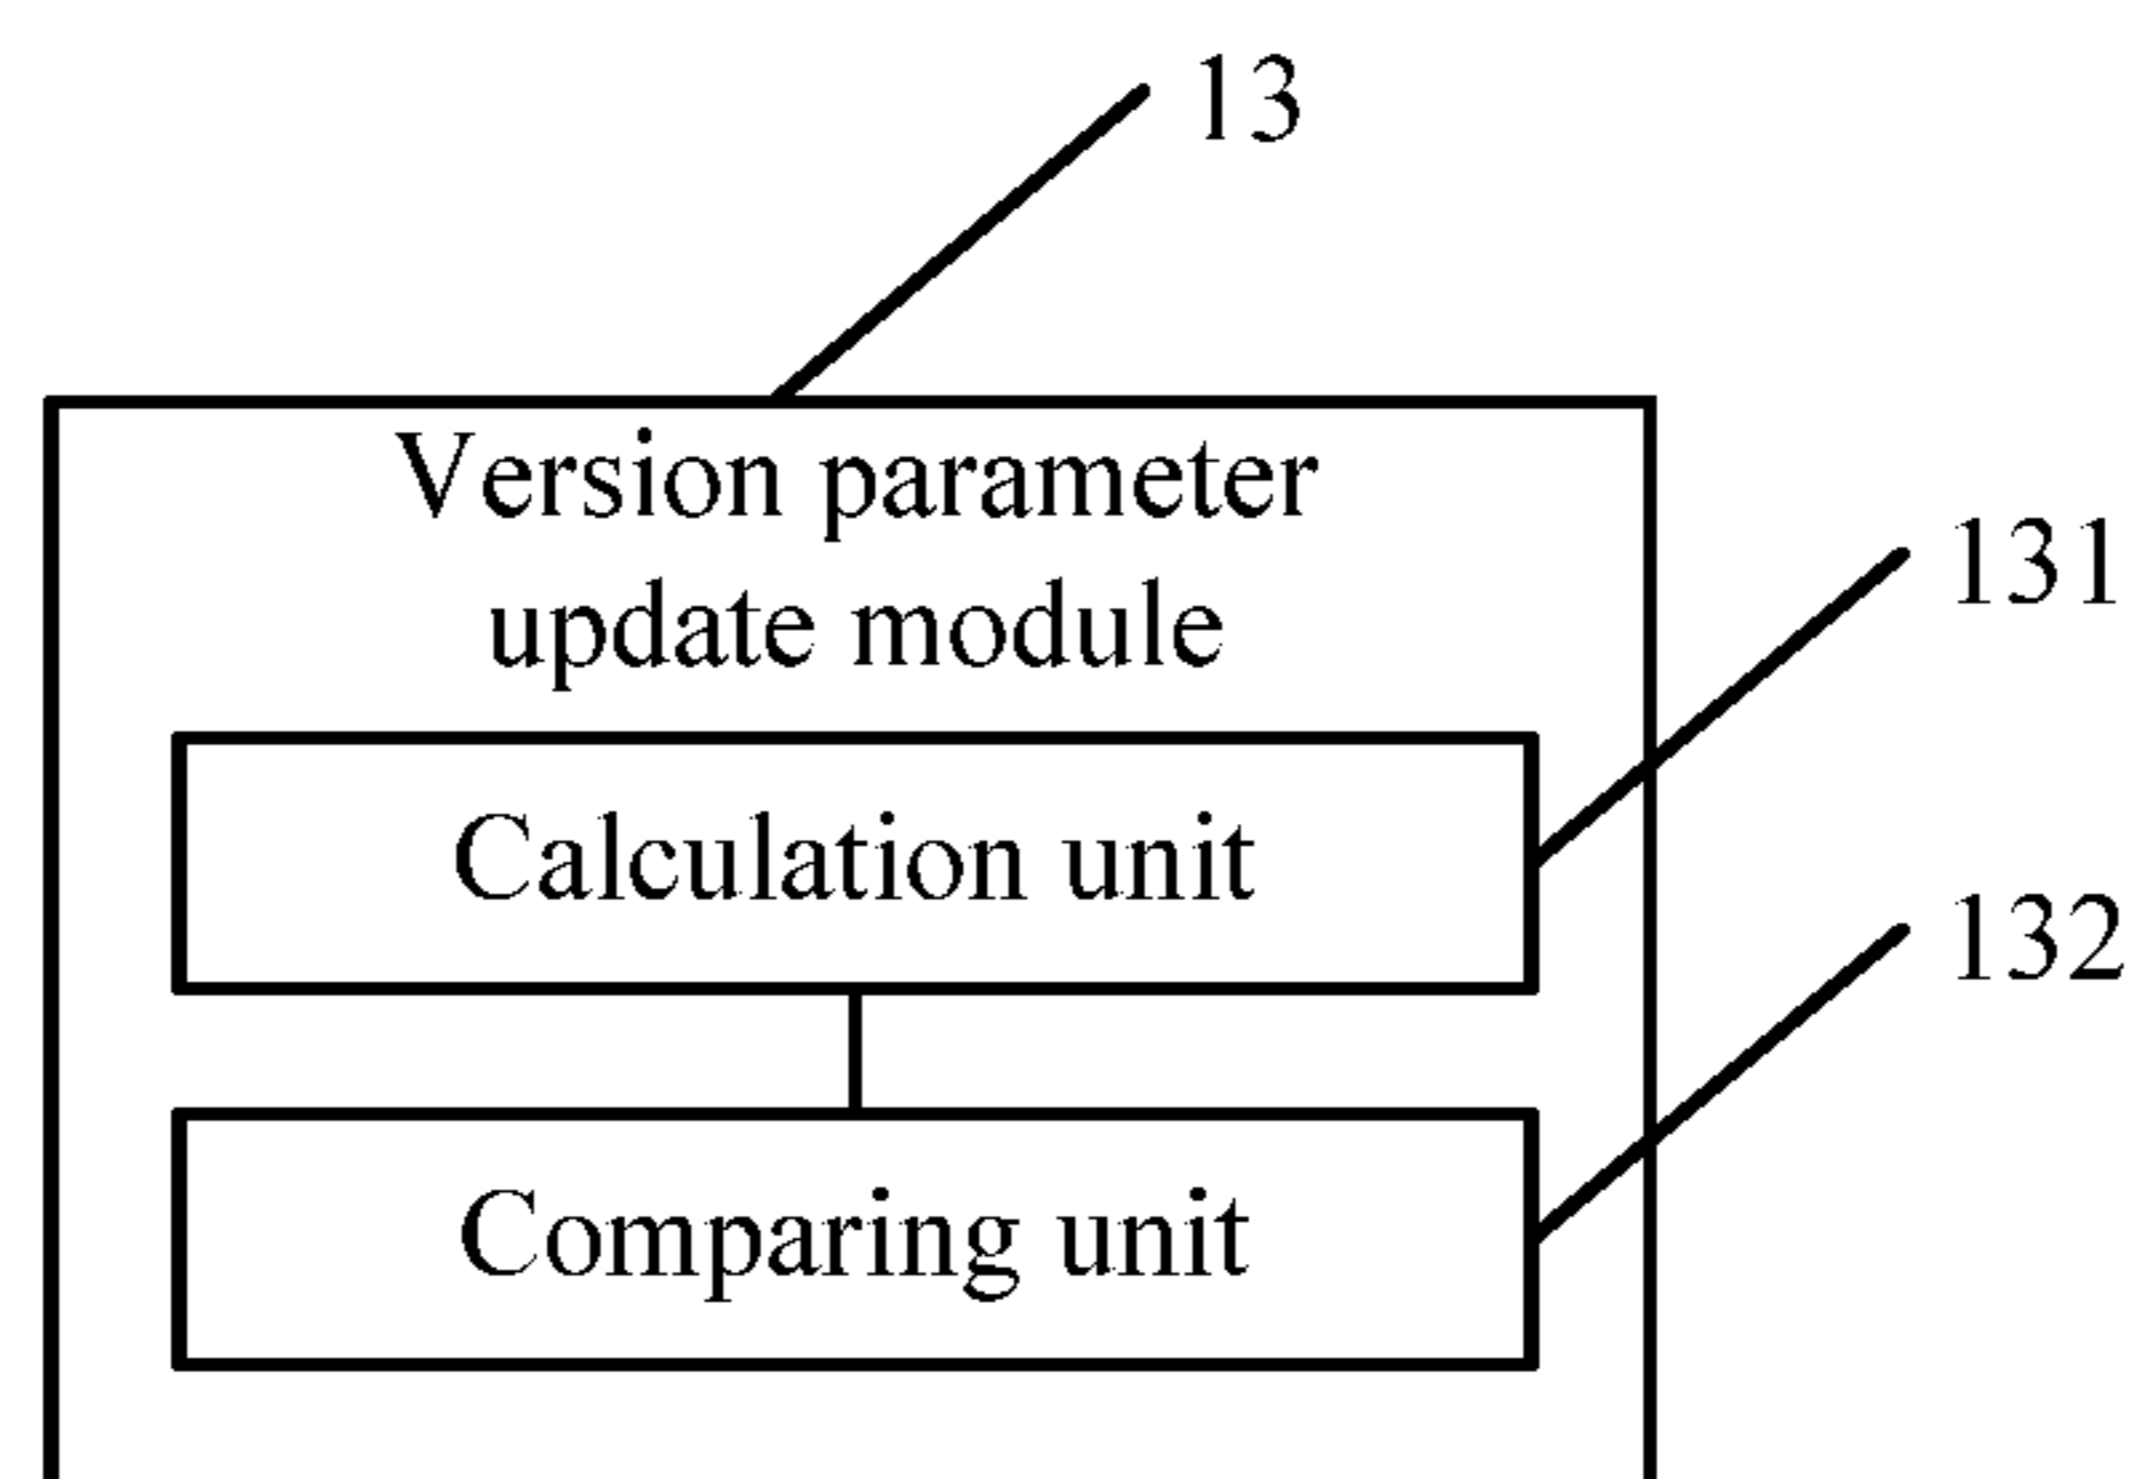 13
Version parameter
update module
131
Calculation unit
132
Comparing unit